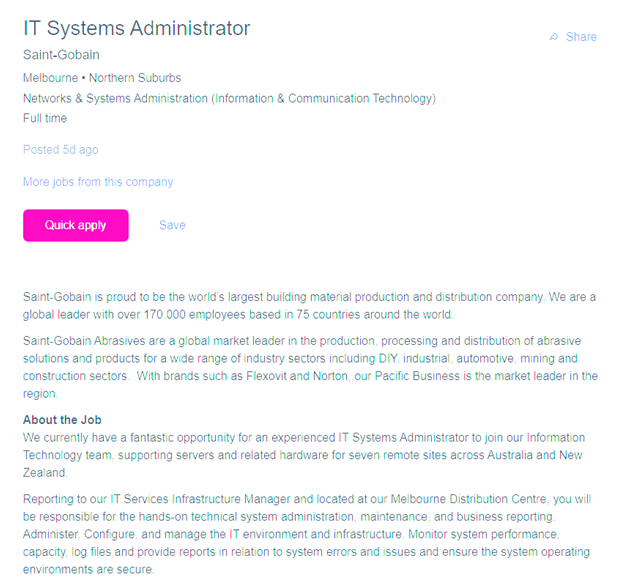 IT Systems Administrator
Share
Saint-Gobain
Melbourne • Northern Suburbs
Networks & Systems Administration (Information & Communication Technology)
Full time
Posted 5d ago
More jobs from this company
Quick apply
Save
Saint-Gobain is proud to be the world's largest building material production and distribution company. We are a
global leader with over 170,000 employees based in 75 countries around the world.
Saint-Gobain Abrasives are a global market leader in the production, processing and distribution of abrasive
solutions and products for a wide range of industry sectors including DIY, industrial, automotive, mining and
construction sectors. With brands such as Flexovit and Norton, our Pacific Business is the market leader in the
region.
About the Job
We currently have a fantastic opportunity for an experienced IT Systems Administrator to join our Information
Technology team, supporting servers and related hardware for seven remote sites across Australia and New
Zealand.
Reporting to our IT Services Infrastructure Manager and located at our Melbourne Distribution Centre, you will
be responsible for the hands-on technical system administration, maintenance, and business reporting.
Administer, Configure, and manage the IT environment and infrastructure. Monitor system performance,
capacity, log files and provide reports in relation to system errors and issues and ensure the system operating
environments are secure.